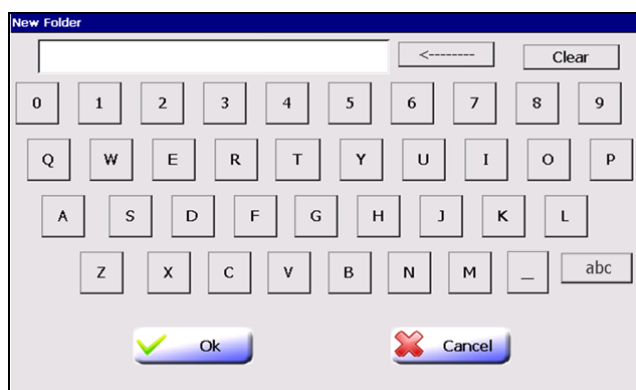 New Folder
<-------- Clear
0 1 2 3 4 5 6 7 8 9
Q W E R T Y U I O P
A S D F G H J K L
Z X C V B N M _ abc
Ok Cancel